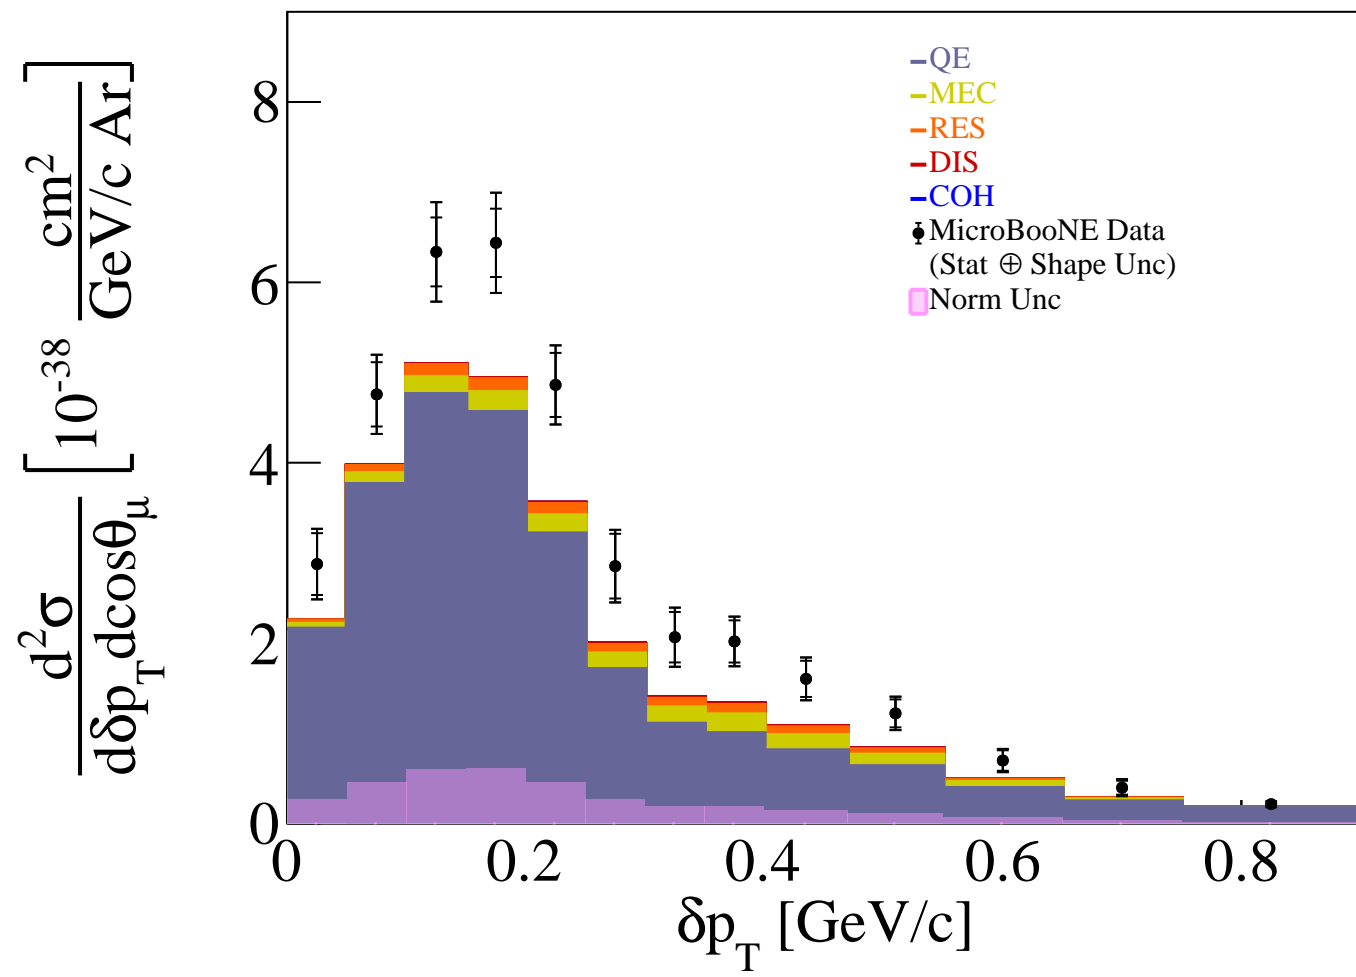 d²σ / dδp_T dcosθ_μ [10⁻³⁸ cm² / GeV/c Ar]
8
6
4
2
0
0 0.2 0.4 0.6 0.8
δp_T [GeV/c]
QE
MEC
RES
DIS
COH
MicroBooNE Data
(Stat ⊕ Shape Unc)
Norm Unc